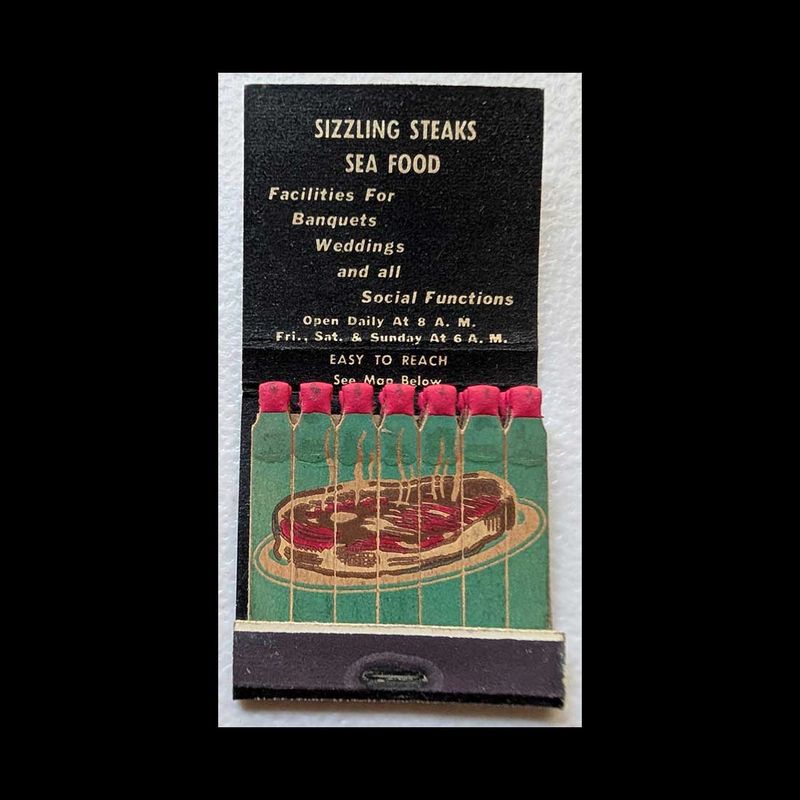 SIZZLING STEAKS
SEA FOOD
Facilities For
Banquets
Weddings
and all
Social Functions
Open Daily At 8 A. M.
Fri., Sat. & Sunday At 6 A. M.
EASY TO REACH
See Map Below